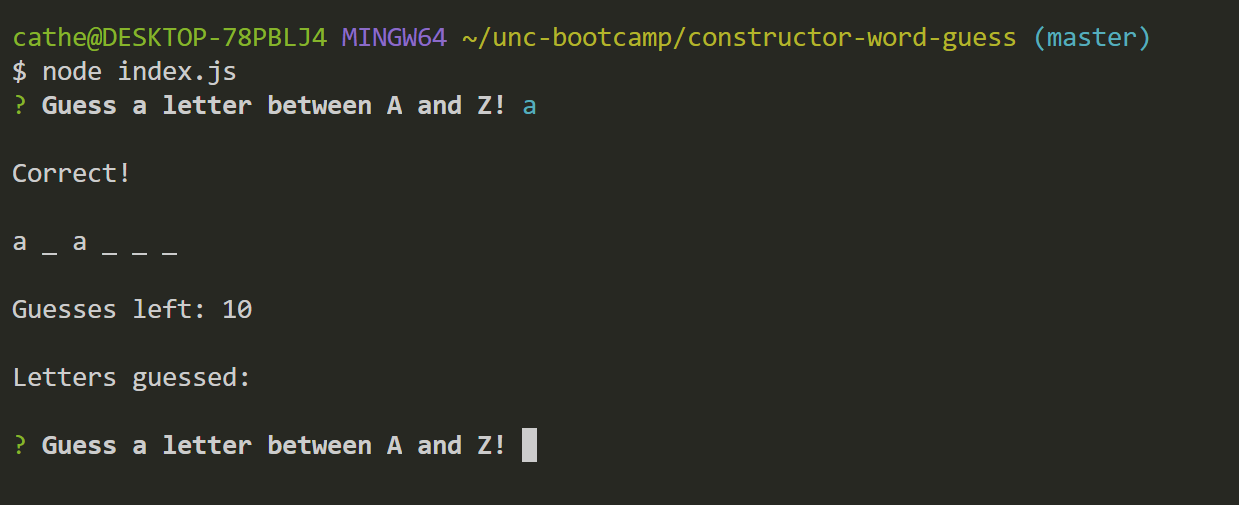 cathe@DESKTOP-78PBLJ4 MINGW64 ~/unc-bootcamp/constructor-word-guess (master)
$ node index.js
? Guess a letter between A and Z! a
Correct!
a _ a _ _ _
Guesses left: 10
Letters guessed:
? Guess a letter between A and Z!